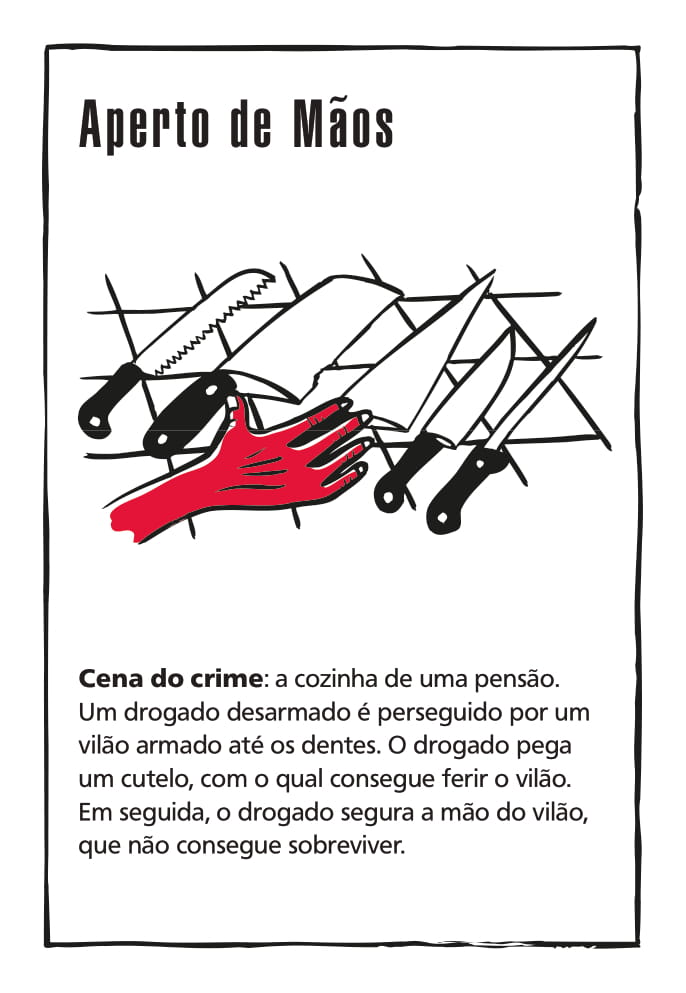 Aperto de Mãos
Cena do crime: a cozinha de uma pensão.
Um drogado desarmado é perseguido por um
vilão armado até os dentes. O drogado pega
um cutelo, com o qual consegue ferir o vilão.
Em seguida, o drogado segura a mão do vilão,
que não consegue sobreviver.